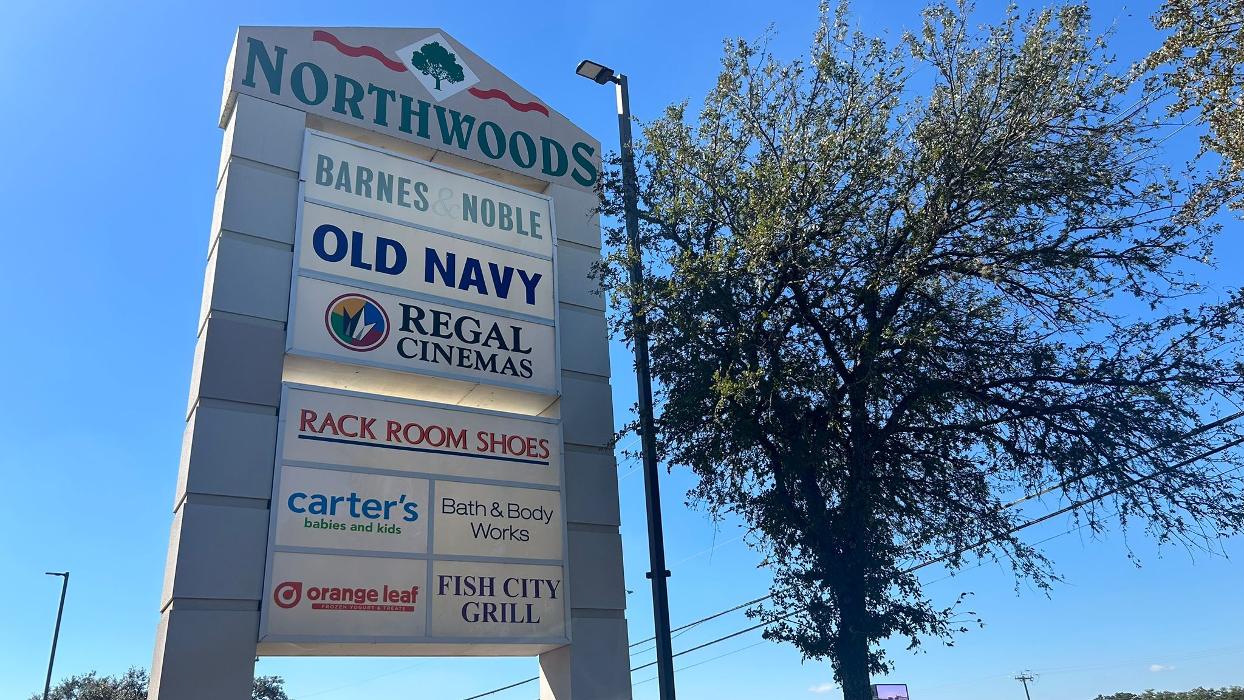 NORTHWOODS
BARNES & NOBLE
OLD NAVY
REGAL
CINEMAS
RACK ROOM SHOES
carter's
babies and kids
Bath & Body
Works
orange leaf
FROZEN YOGURT & TREATS
FISH CITY
GRILL